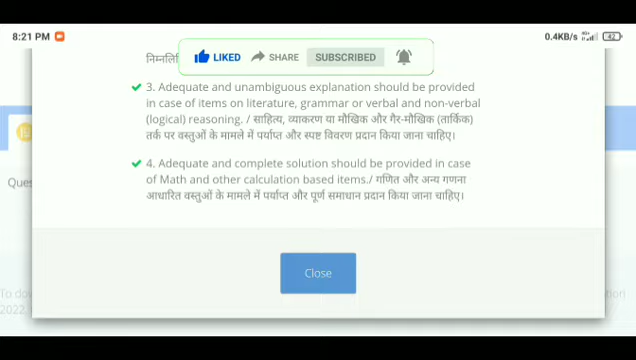 8:21 PM
0.4KB/s
42
LIKED
SHARE
SUBSCRIBED
3. Adequate and unambiguous explanation should be provided
in case of items on literature, grammar or verbal and non-verbal
(logical) reasoning. / साहित्य, व्याकरण या मौखिक और गैर-मौखिक (तार्किक)
तर्क पर वस्तुओं के मामले में पर्याप्त और स्पष्ट विवरण प्रदान किया जाना चाहिए।
4. Adequate and complete solution should be provided in case
of Math and other calculation based items./ गणित और अन्य गणना
आधारित वस्तुओं के मामले में पर्याप्त और पूर्ण समाधान प्रदान किया जाना चाहिए।
Close
2022.